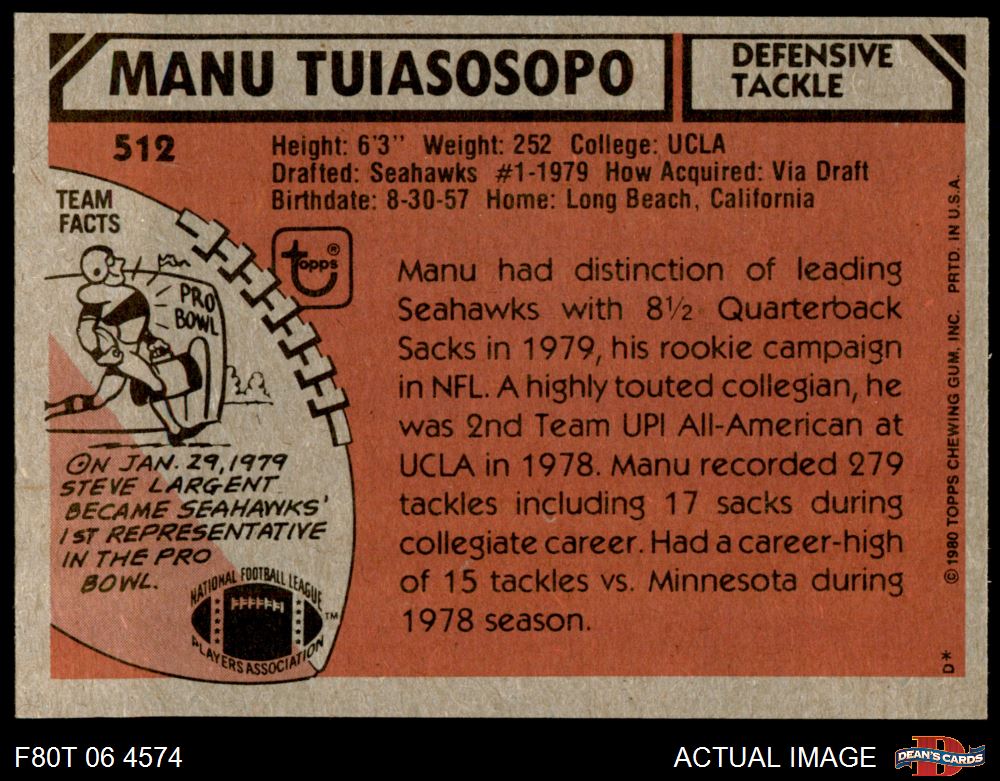 MANU TUIASOSOPO
DEFENSIVE
TACKLE
512
Height: 6'3" Weight: 252 College: UCLA
Drafted: Seahawks #1-1979 How Acquired: Via Draft
Birthdate: 8-30-57 Home: Long Beach, California
TEAM
FACTS
PRO
BOWL
topps®
Manu had distinction of leading
Seahawks with 8½ Quarterback
Sacks in 1979, his rookie campaign
in NFL. A highly touted collegian, he
was 2nd Team UPI All-American at
UCLA in 1978. Manu recorded 279
tackles including 17 sacks during
collegiate career. Had a career-high
of 15 tackles vs. Minnesota during
1978 season.
ON JAN. 29, 1979
STEVE LARGENT
BECAME SEAHAWKS'
1ST REPRESENTATIVE
IN THE PRO
BOWL.
NATIONAL FOOTBALL LEAGUE
PLAYERS ASSOCIATION
TM
© 1980 TOPPS CHEWING GUM, INC. PRTD. IN U.S.A.
D*
F80T 06 4574
ACTUAL IMAGE
D
DEAN'S CARDS